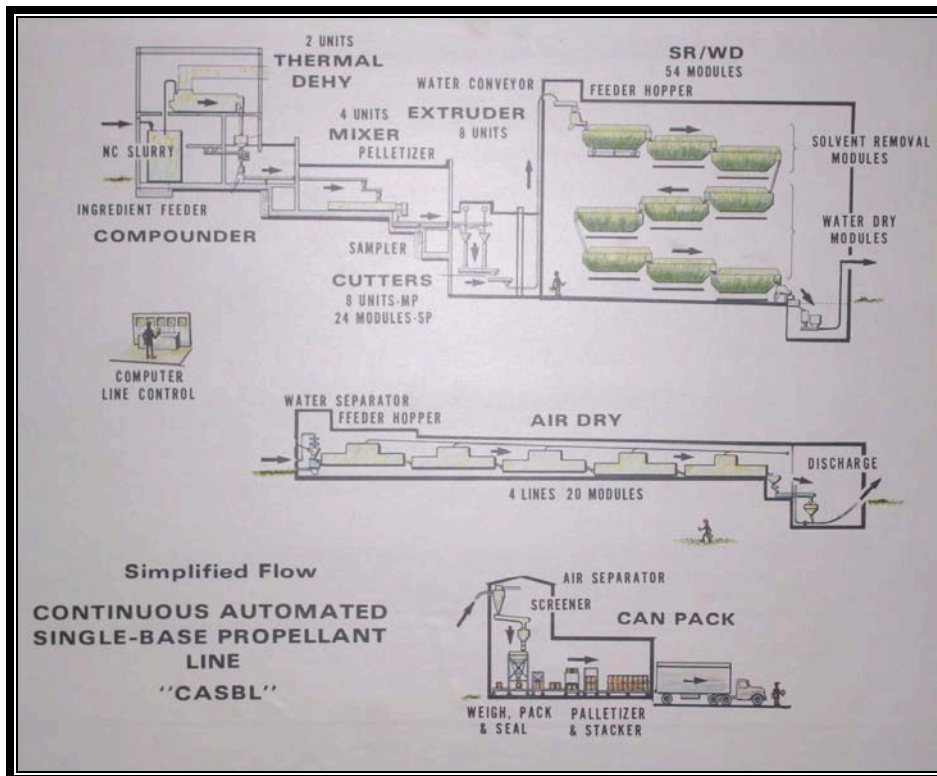 2 UNITS
THERMAL
DEHY
NC SLURRY
INGREDIENT FEEDER
COMPOUNDER
4 UNITS
MIXER
PELLETIZER
SAMPLER
WATER CONVEYOR
EXTRUDER
8 UNITS
CUTTERS
8 UNITS-MP
24 MODULES-SP
SR/WD
54 MODULES
FEEDER HOPPER
SOLVENT REMOVAL
MODULES
WATER DRY
MODULES
COMPUTER
LINE CONTROL
WATER SEPARATOR
FEEDER HOPPER
AIR DRY
DISCHARGE
4 LINES 20 MODULES
Simplified Flow
CONTINUOUS AUTOMATED
SINGLE-BASE PROPELLANT
LINE
"CASBL"
AIR SEPARATOR
SCREENER
CAN PACK
WEIGH, PACK
& SEAL
PALLETIZER
& STACKER